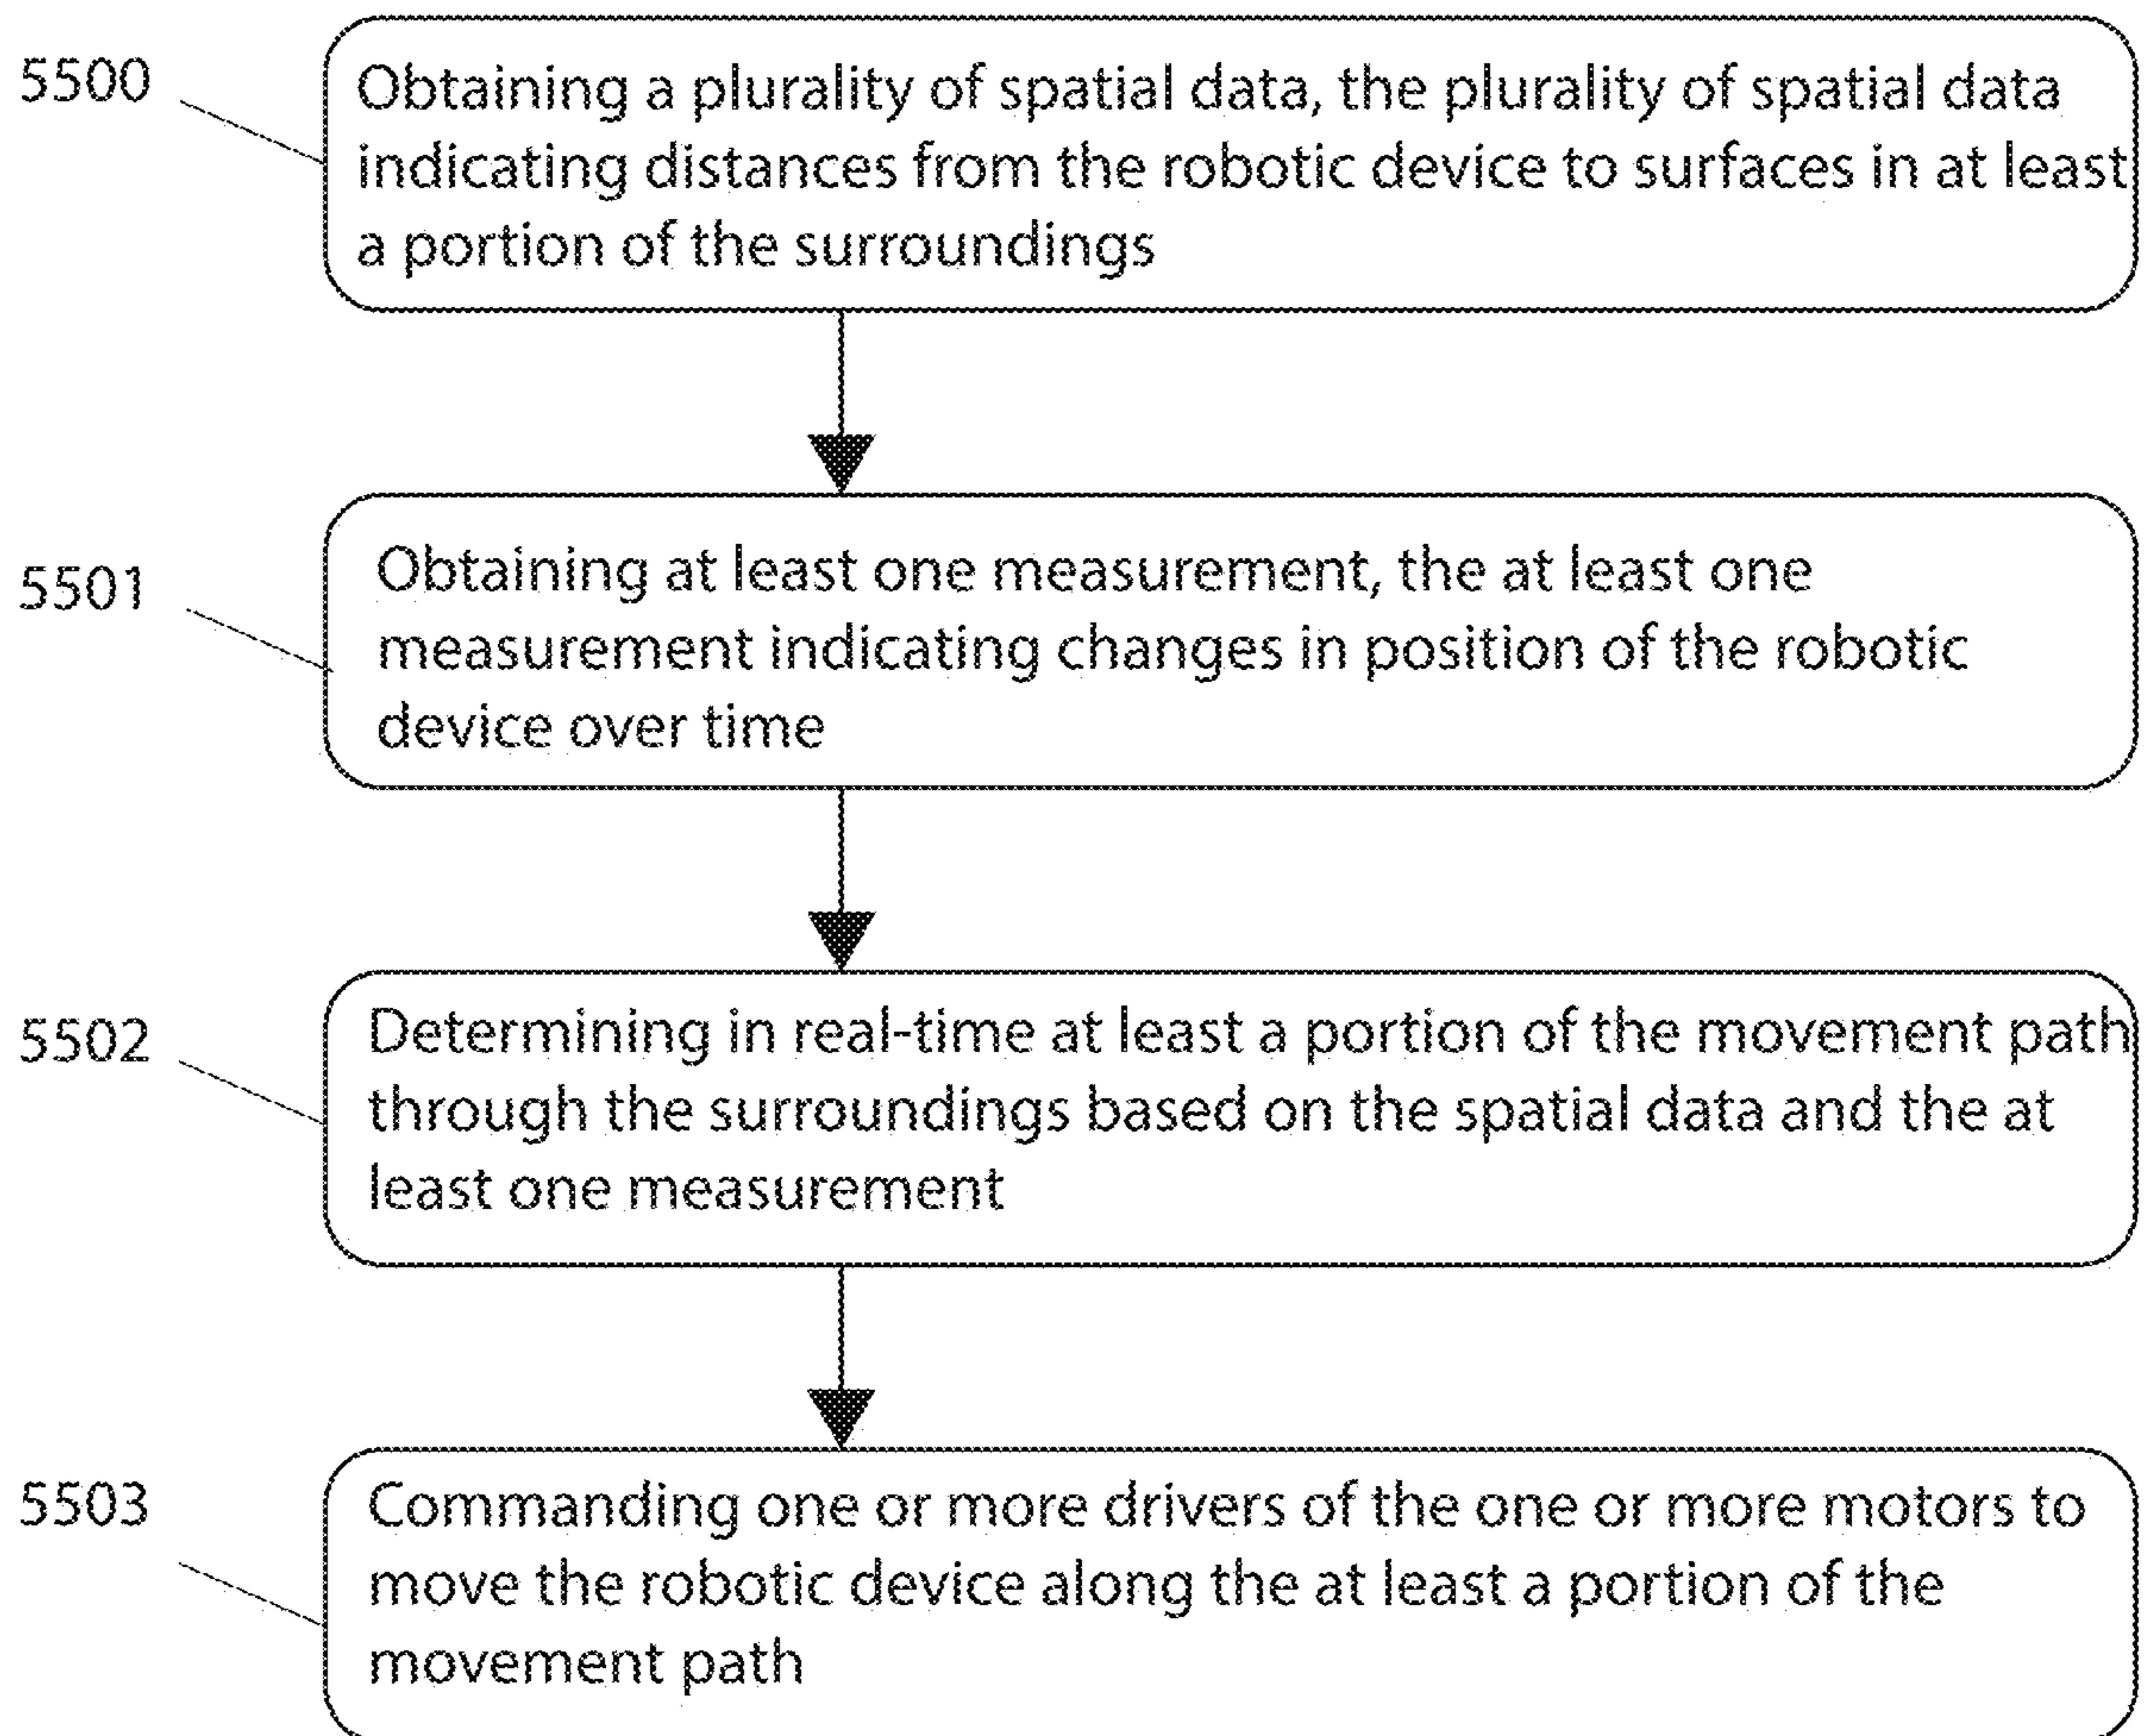 5500
Obtaining a plurality of spatial data, the plurality of spatial data
indicating distances from the robotic device to surfaces in at least
a portion of the surroundings
5501
Obtaining at least one measurement, the at least one
measurement indicating changes in position of the robotic
device over time
5502
Determining in real-time at least a portion of the movement path
through the surroundings based on the spatial data and the at
least one measurement
5503
Commanding one or more drivers of the one or more motors to
move the robotic device along the at least a portion of the
movement path